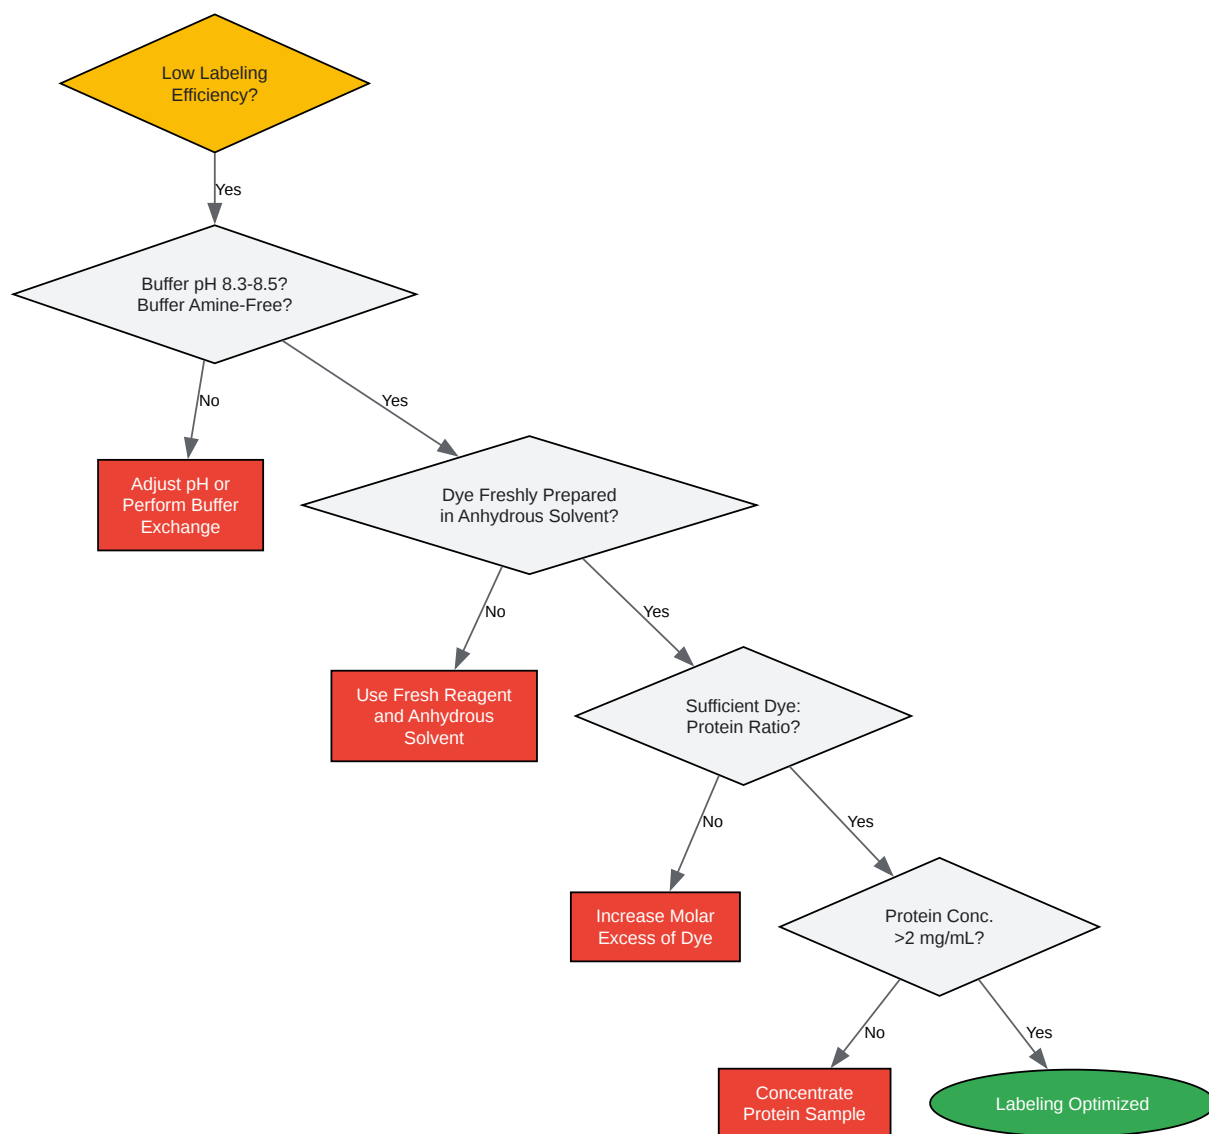 Low Labeling
Efficiency?
Yes
Buffer pH 8.3-8.5?
Buffer Amine-Free?
No
Yes
Adjust pH or
Perform Buffer
Exchange
Dye Freshly Prepared
in Anhydrous Solvent?
No
Yes
Use Fresh Reagent
and Anhydrous
Solvent
Sufficient Dye:
Protein Ratio?
No
Yes
Increase Molar
Excess of Dye
Protein Conc.
>2 mg/mL?
No
Yes
Concentrate
Protein Sample
Labeling Optimized